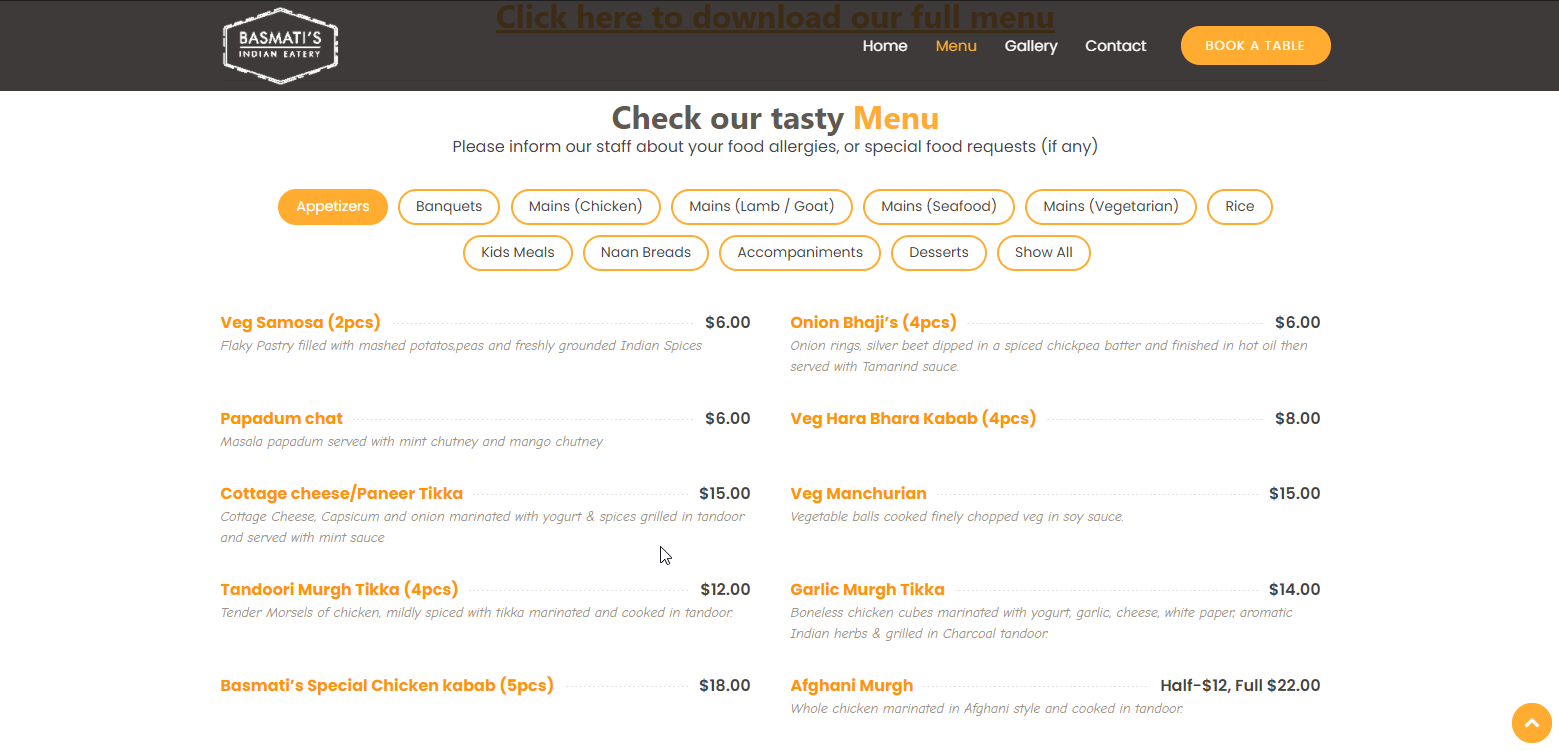 Click here to download our full menu
BASMATI'S
INDIAN EATERY
Home Menu Gallery Contact BOOK A TABLE
Check our tasty Menu
Please inform our staff about your food allergies, or special food requests (if any)
Appetizers Banquets Mains (Chicken) Mains (Lamb / Goat) Mains (Seafood) Mains (Vegetarian) Rice
Kids Meals Naan Breads Accompaniments Desserts Show All
Veg Samosa (2pcs) $6.00
Flaky Pastry filled with mashed potatos,peas and freshly grounded Indian Spices
Onion Bhaji’s (4pcs) $6.00
Onion rings, silver beet dipped in a spiced chickpea batter and finished in hot oil then
served with Tamarind sauce.
Papadum chat $6.00
Masala papadum served with mint chutney and mango chutney
Veg Hara Bhara Kabab (4pcs) $8.00
Cottage cheese/Paneer Tikka $15.00
Cottage Cheese, Capsicum and onion marinated with yogurt & spices grilled in tandoor
and served with mint sauce
Veg Manchurian $15.00
Vegetable balls cooked finely chopped veg in soy sauce.
Tandoori Murgh Tikka (4pcs) $12.00
Tender Morsels of chicken, mildly spiced with tikka marinated and cooked in tandoor.
Garlic Murgh Tikka $14.00
Boneless chicken cubes marinated with yogurt, garlic, cheese, white paper, aromatic
Indian herbs & grilled in Charcoal tandoor.
Basmati’s Special Chicken kabab (5pcs) $18.00
Afghani Murgh Half-$12, Full $22.00
Whole chicken marinated in Afghani style and cooked in tandoor.